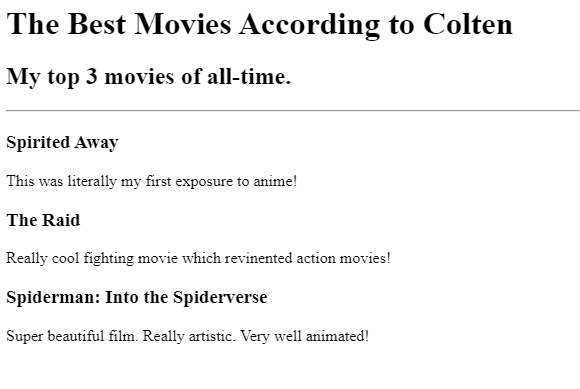 The Best Movies According to Colten
My top 3 movies of all-time.
Spirited Away
This was literally my first exposure to anime!
The Raid
Really cool fighting movie which revinented action movies!
Spiderman: Into the Spiderverse
Super beautiful film. Really artistic. Very well animated!